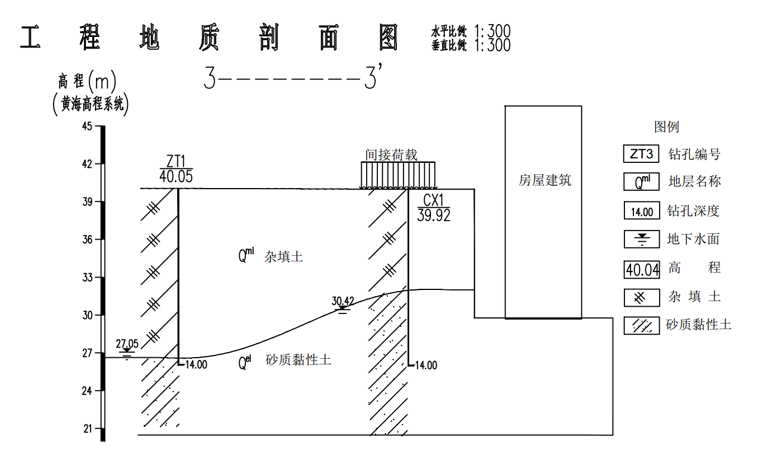 工程地质剖面图
水平比例: 1:300
垂直比例: 1:300
3---------3'
高程(m)
(黄海高程系统)
45
42
39
36
33
30
27
24
21
ZT1
40.05
间接荷载
CX1
39.92
房屋建筑
Qml 杂填土
30.42
27.05
14.00
Qel 砂质黏性土
14.00
图例
ZT3 钻孔编号
Qml 地层名称
14.00 钻孔深度
地下水面
40.04 高程
杂填土
砂质黏性土